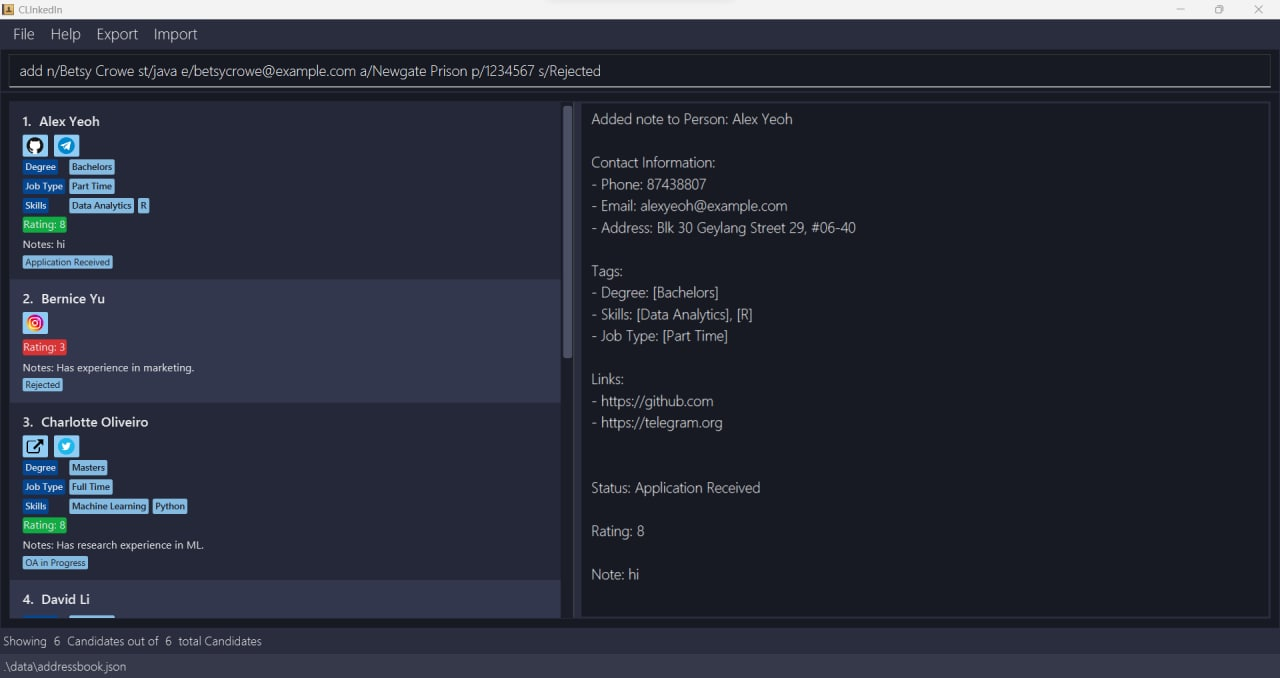 CLInkedIn
File Help Export Import
add n/Betsy Crowe st/java e/betsycrowe@example.com a/Newgate Prison p/1234567 s/Rejected
1. Alex Yeoh
Degree Bachelors
Job Type Part Time
Skills Data Analytics R
Rating: 8
Notes: hi
Application Received
2. Bernice Yu
Rating: 3
Notes: Has experience in marketing.
Rejected
3. Charlotte Oliveiro
Degree Masters
Job Type Full Time
Skills Machine Learning Python
Rating: 8
Notes: Has research experience in ML.
OA in Progress
4. David Li
Added note to Person: Alex Yeoh
Contact Information:
- Phone: 87438807
- Email: alexyeoh@example.com
- Address: Blk 30 Geylang Street 29, #06-40
Tags:
- Degree: [Bachelors]
- Skills: [Data Analytics], [R]
- Job Type: [Part Time]
Links:
- https://github.com
- https://telegram.org
Status: Application Received
Rating: 8
Note: hi
Showing 6 Candidates out of 6 total Candidates
.\data\addressbook.json